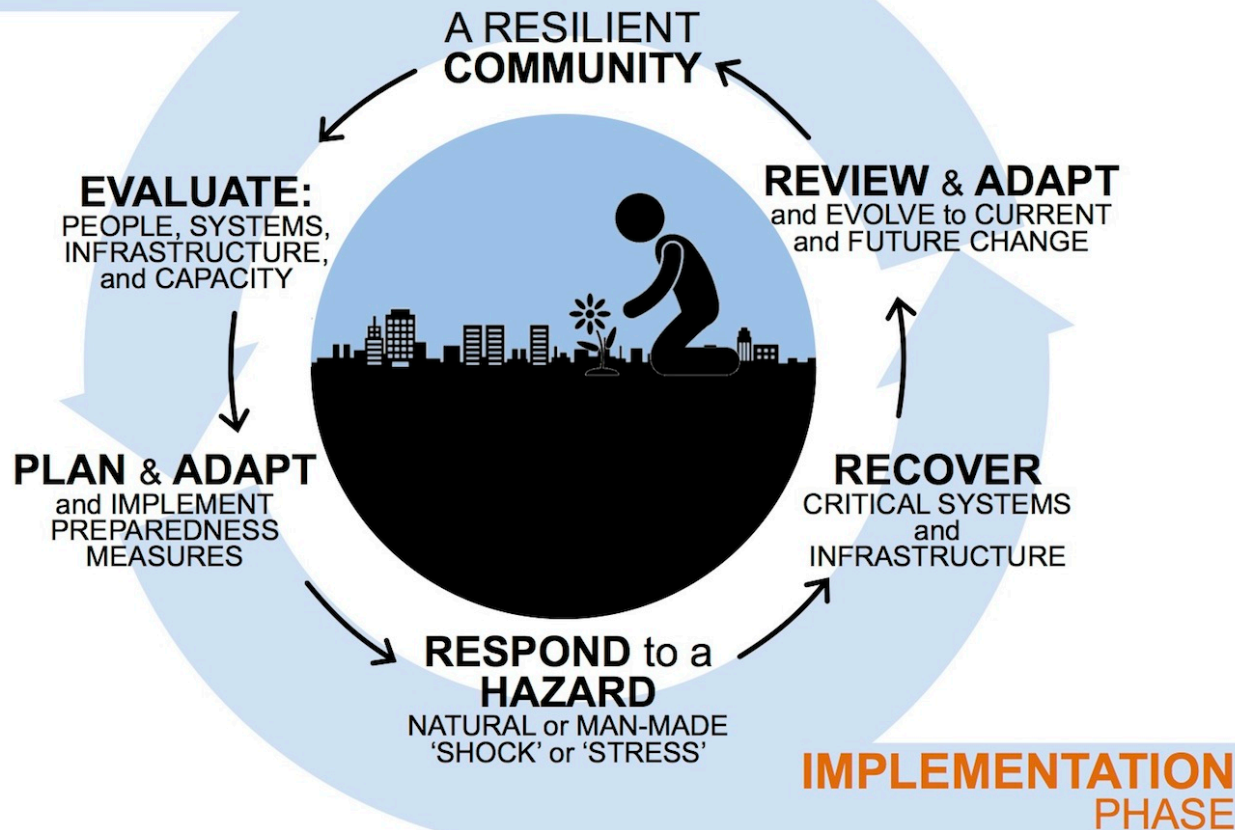 A RESILIENT
COMMUNITY
EVALUATE:
PEOPLE, SYSTEMS,
INFRASTRUCTURE,
and CAPACITY
PLAN & ADAPT
and IMPLEMENT
PREPAREDNESS
MEASURES
RESPOND to a
HAZARD
NATURAL or MAN-MADE
‘SHOCK’ or ‘STRESS’
RECOVER
CRITICAL SYSTEMS
and
INFRASTRUCTURE
REVIEW & ADAPT
and EVOLVE to CURRENT
and FUTURE CHANGE
IMPLEMENTATION
PHASE